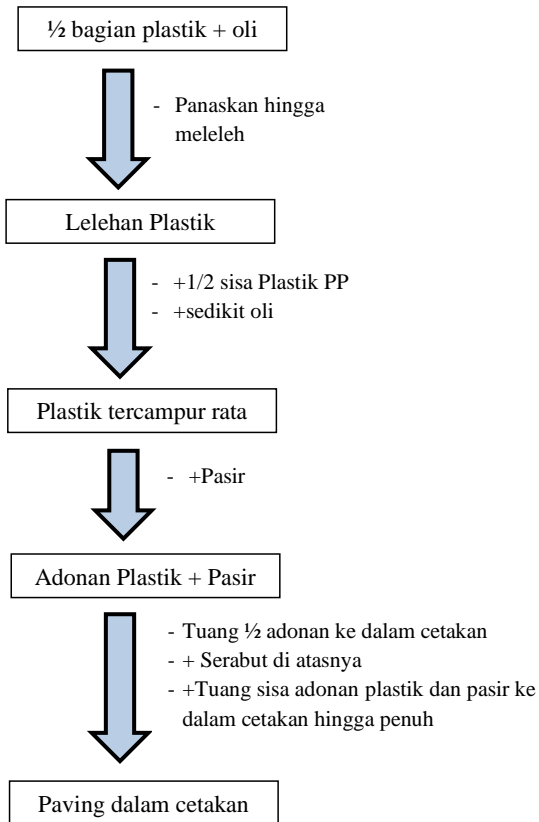 ½ bagian plastik + oli
- Panaskan hingga
meleleh
Lelehan Plastik
- +1/2 sisa Plastik PP
- +sedikit oli
Plastik tercampur rata
- +Pasir
Adonan Plastik + Pasir
- Tuang ½ adonan ke dalam cetakan
- + Serabut di atasnya
- +Tuang sisa adonan plastik dan pasir ke
dalam cetakan hingga penuh
Paving dalam cetakan